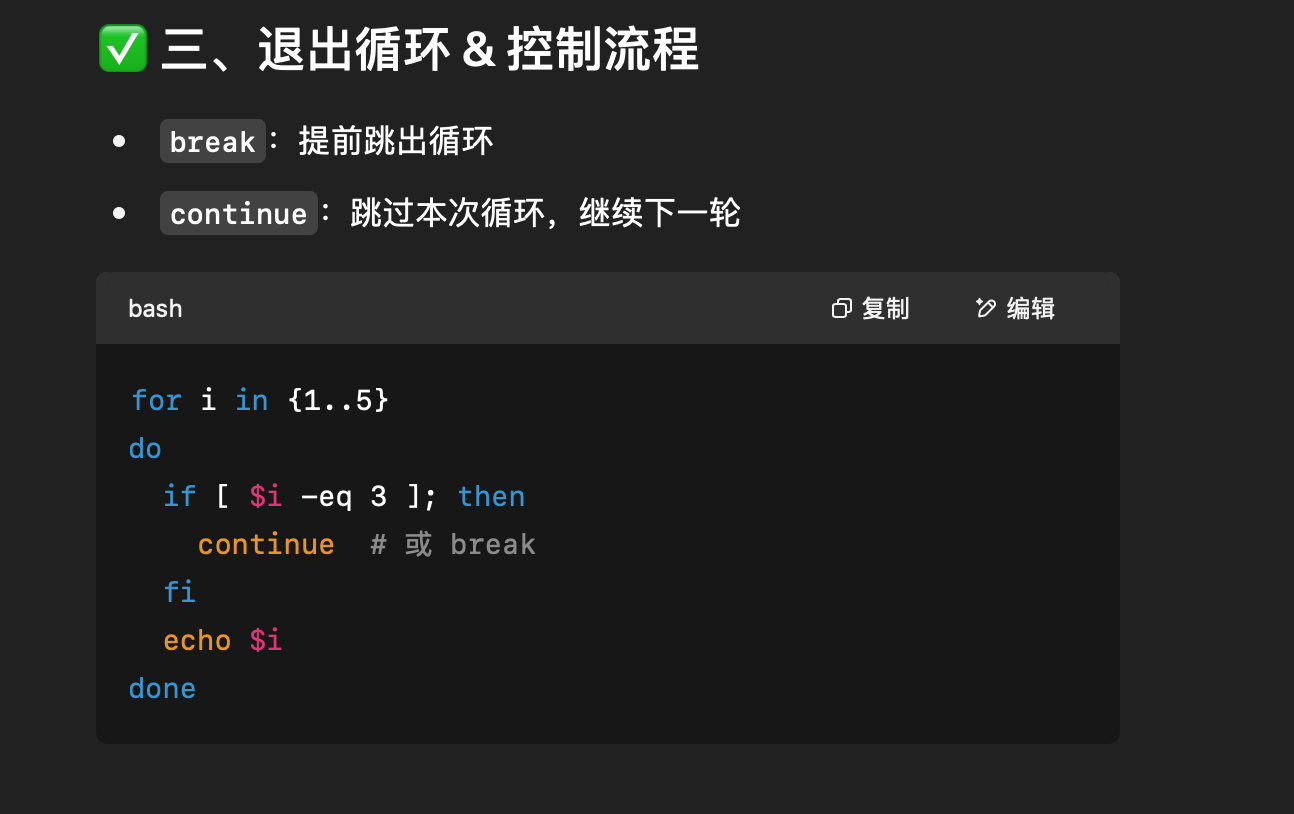 ✅ 三、退出循环 & 控制流程
• break：提前跳出循环
• continue：跳过本次循环，继续下一轮
bash 复制 编辑
for i in {1..5}
do
  if [ $i -eq 3 ]; then
    continue  # 或 break
  fi
  echo $i
done